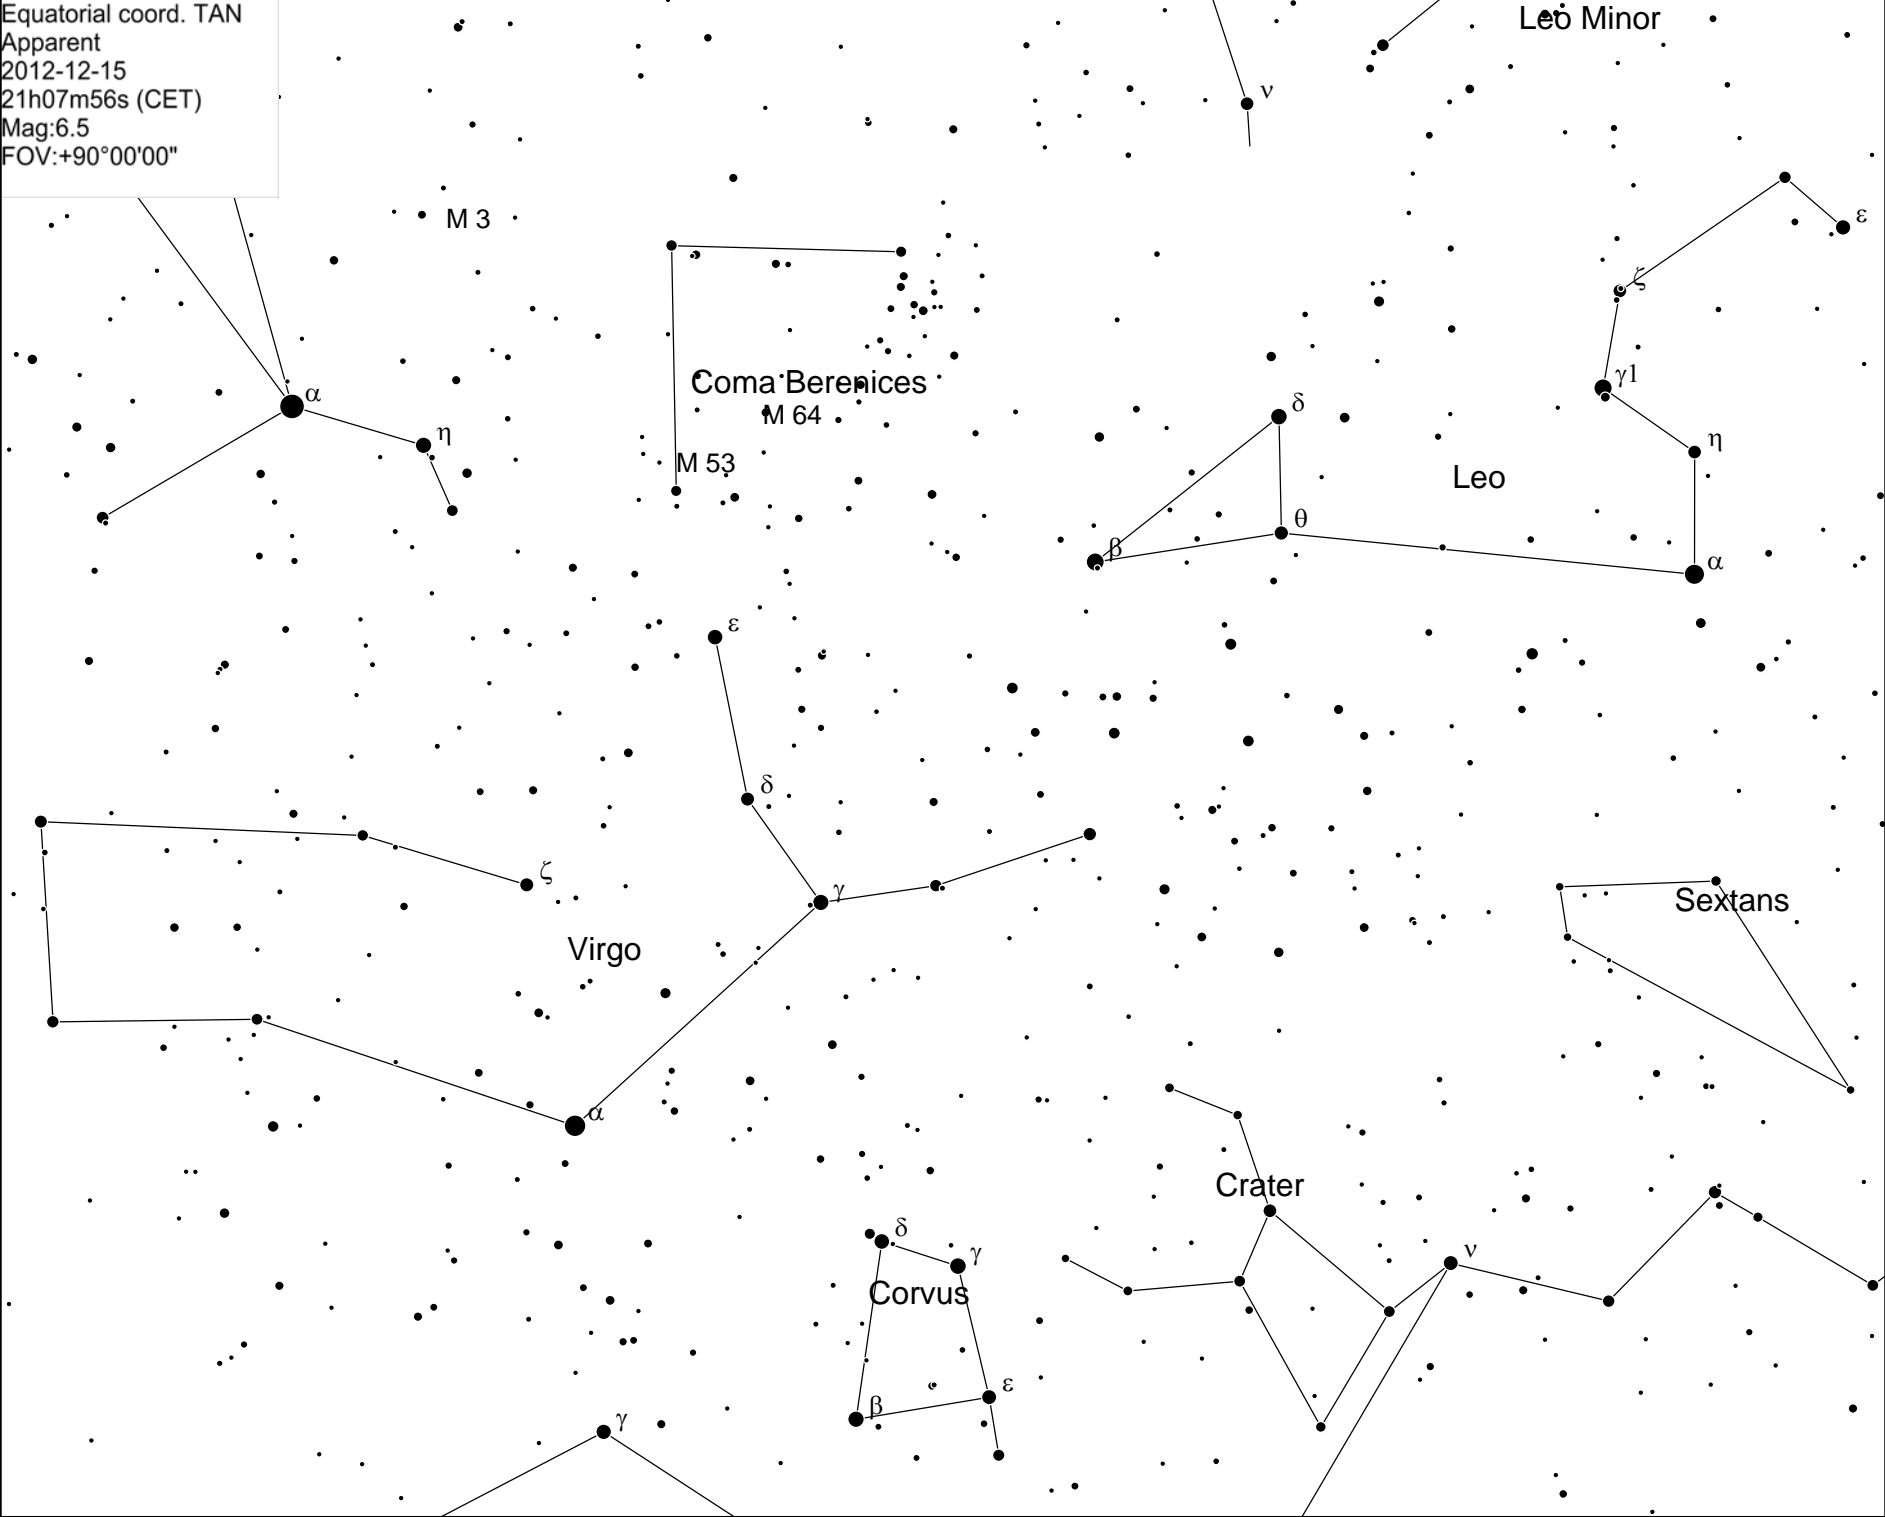 Equatorial coord. TAN
Apparent
2012-12-15
21h07m56s (CET)
Mag:6.5
FOV:+90°00'00"
Leo Minor
ν
M 3
ε
ζ
Coma Berenices
γ1
α
δ
M 64
η
η
M 53
Leo
θ
β
α
ε
δ
ζ
γ
Sextans
Virgo
α
Crater
δ
γ
ν
Corvus
ε
β
γ